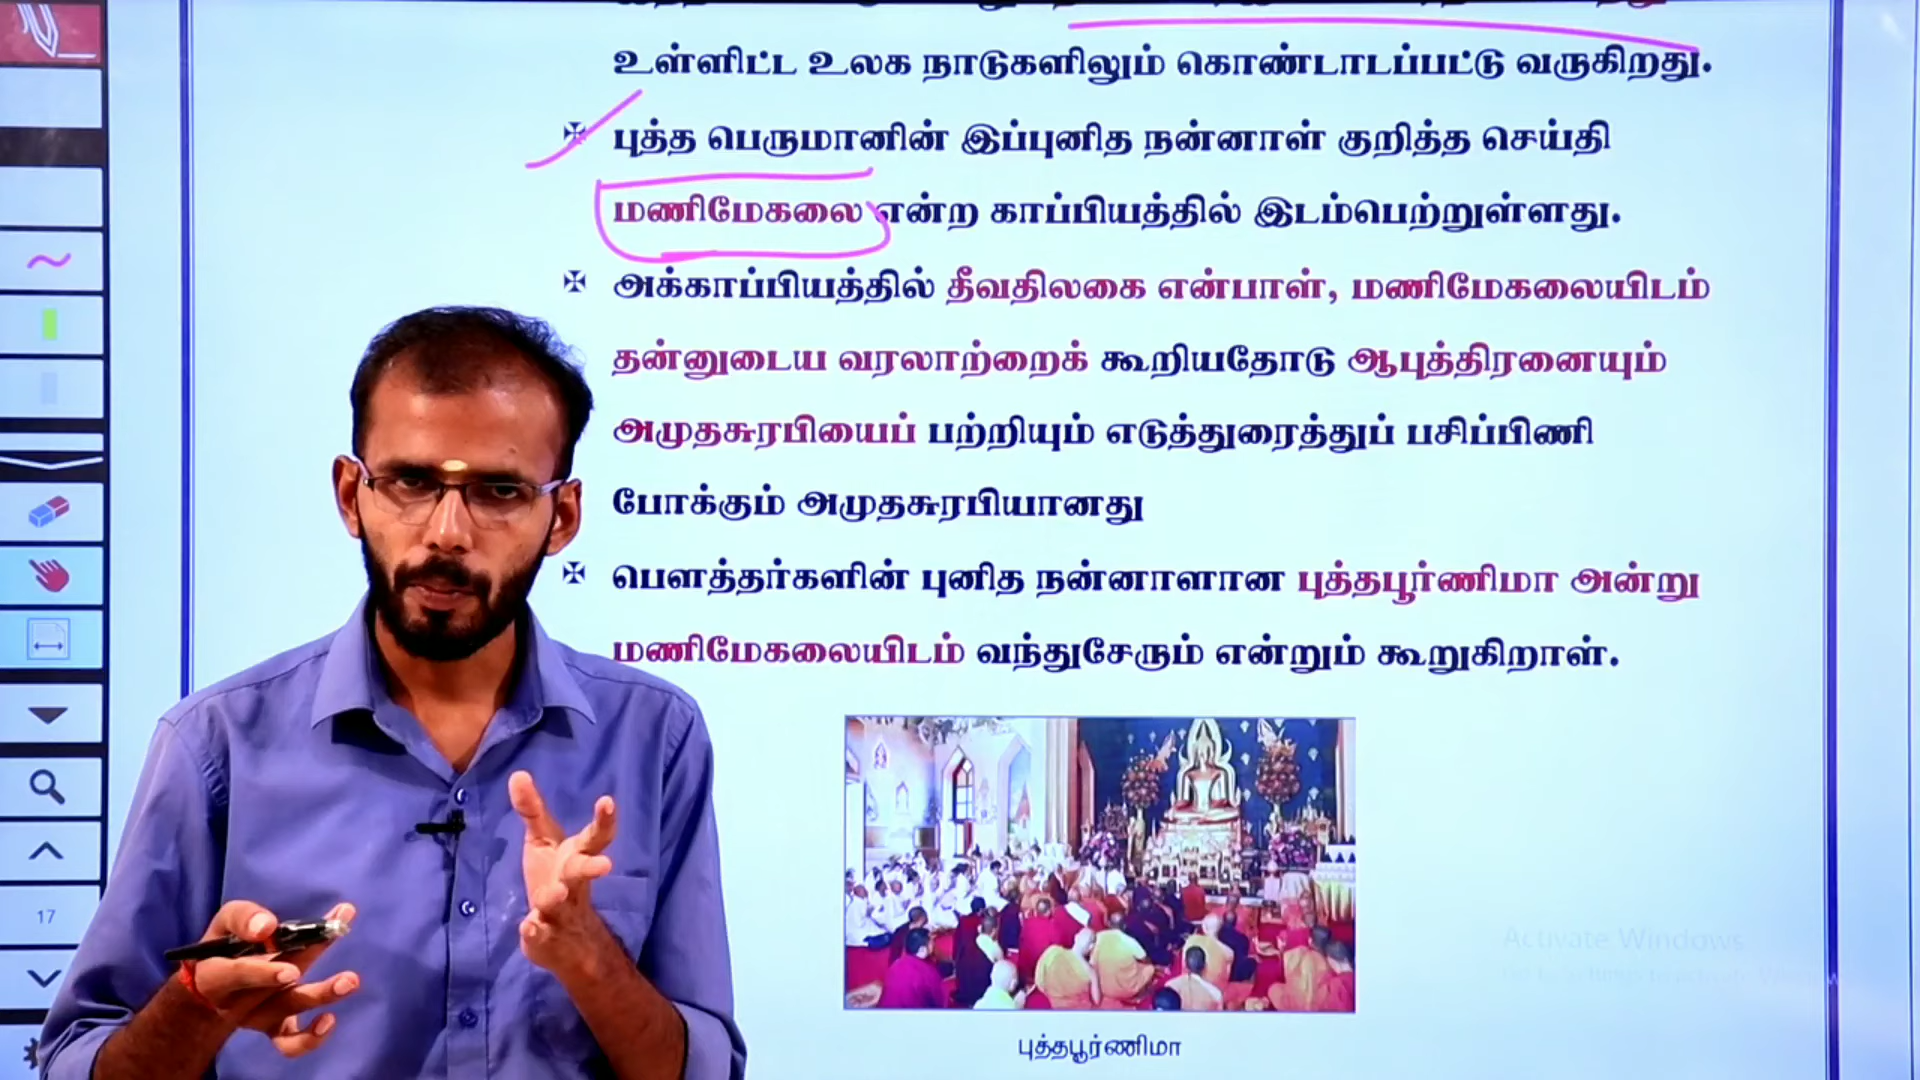 உள்ளிட்ட உலக நாடுகளிலும் கொண்டாடப்பட்டு வருகிறது.
புத்த பெருமானின் இப்புனித நன்னாள் குறித்த செய்தி
மணிமேகலை என்ற காப்பியத்தில் இடம்பெற்றுள்ளது.
அக்காப்பியத்தில் தீவதிலகை என்பாள், மணிமேகலையிடம்
தன்னுடைய வரலாற்றைக் கூறியதோடு ஆபுத்திரனையும்
அமுதசுரபியைப் பற்றியும் எடுத்துரைத்துப் பசிப்பிணி
போக்கும் அமுதசுரபியானது
பௌத்தர்களின் புனித நன்னாளான புத்தபூர்ணிமா அன்று
மணிமேகலையிடம் வந்துசேரும் என்றும் கூறுகிறாள்.
17
Activate Windows
புத்தபூர்ணிமா